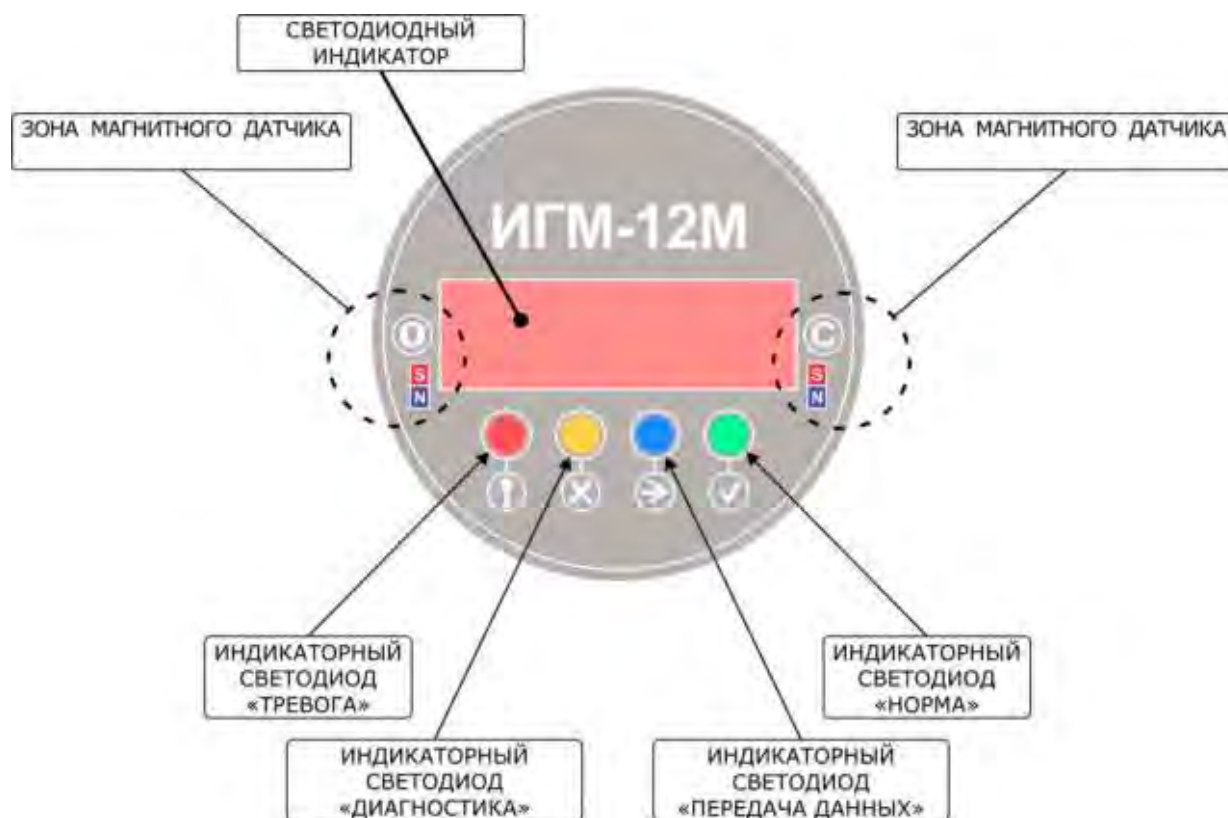 СВЕТОДИОДНЫЙ
ИНДИКАТОР
ЗОНА МАГНИТНОГО ДАТЧИКА
ЗОНА МАГНИТНОГО ДАТЧИКА
ИГМ-12М
0
C
S
N
S
N
ИНДИКАТОРНЫЙ
СВЕТОДИОД
«ТРЕВОГА»
ИНДИКАТОРНЫЙ
СВЕТОДИОД
«НОРМА»
ИНДИКАТОРНЫЙ
СВЕТОДИОД
«ДИАГНОСТИКА»
ИНДИКАТОРНЫЙ
СВЕТОДИОД
«ПЕРЕДАЧА ДАННЫХ»